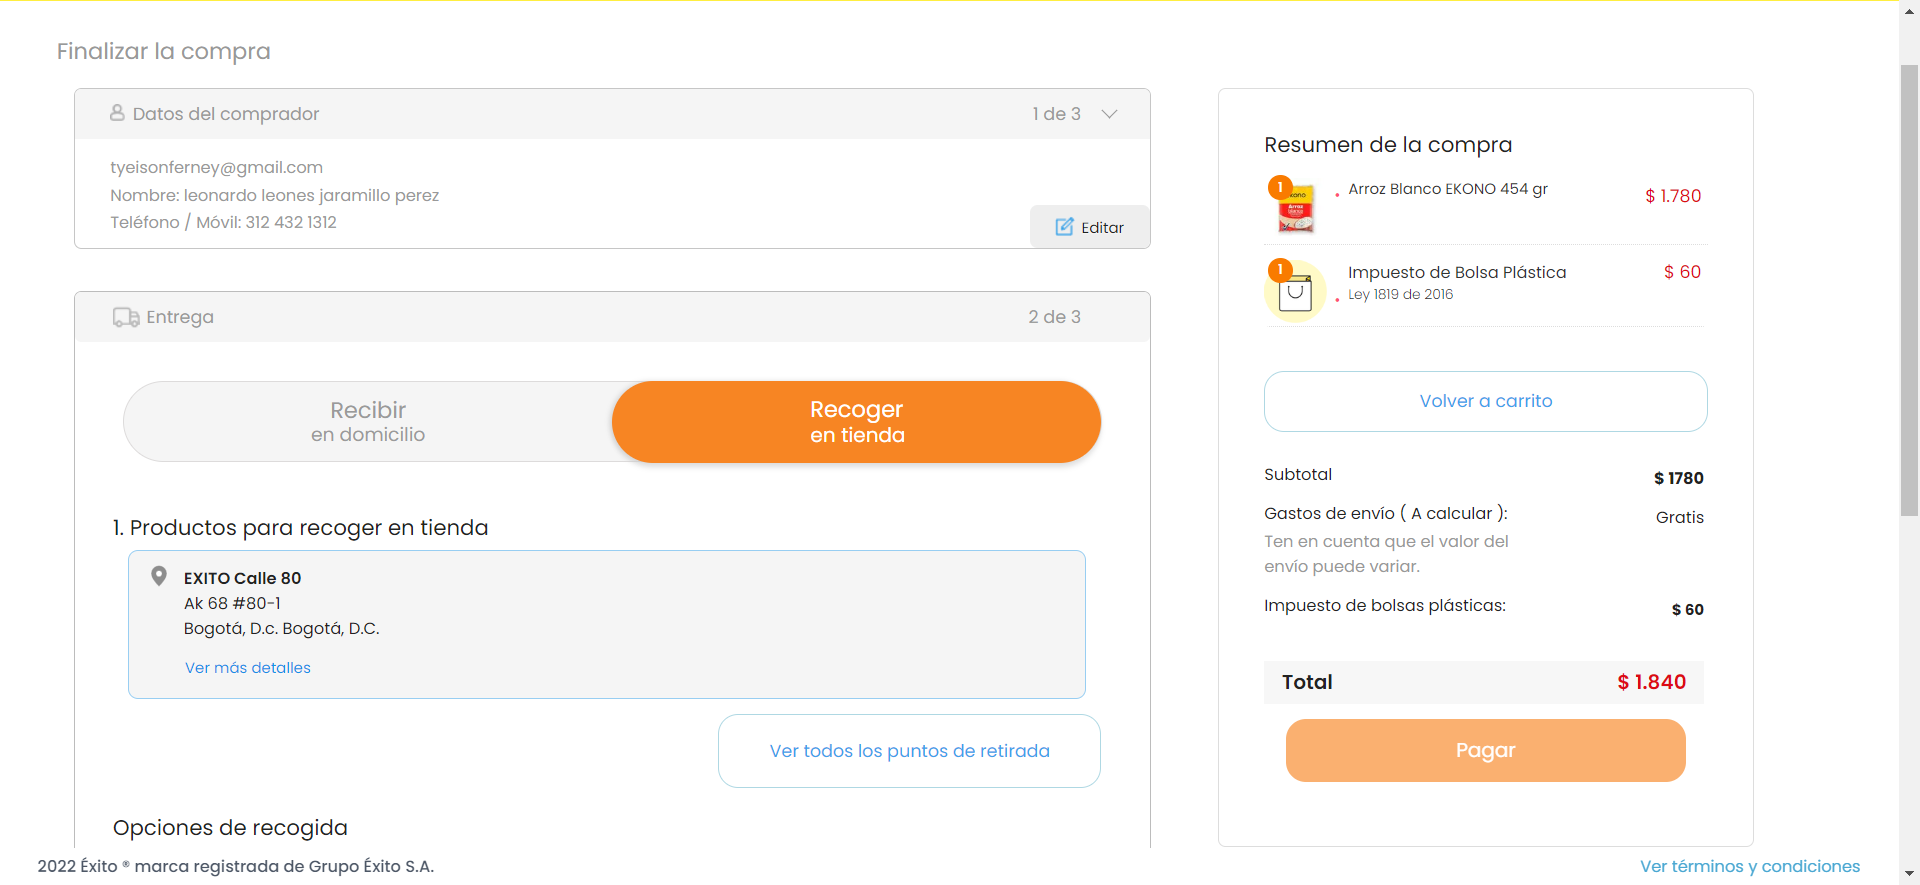 Finalizar la compra
Datos del comprador
1 de 3
tyeisonferney@gmail.com
Nombre: leonardo leones jaramillo perez
Teléfono / Móvil: 312 432 1312
Editar
Entrega
2 de 3
Recibir
en domicilio
Recoger
en tienda
1. Productos para recoger en tienda
EXITO Calle 80
Ak 68 #80-1
Bogotá, D.c. Bogotá, D.C.
Ver más detalles
Ver todos los puntos de retirada
Opciones de recogida
Resumen de la compra
1
Arroz Blanco EKONO 454 gr
$ 1.780
1
Impuesto de Bolsa Plástica
$ 60
Ley 1819 de 2016
Volver a carrito
Subtotal
$ 1780
Gastos de envío ( A calcular ):
Gratis
Ten en cuenta que el valor del
envío puede variar.
Impuesto de bolsas plásticas:
$ 60
Total
$ 1.840
Pagar
2022 Éxito ® marca registrada de Grupo Éxito S.A.
Ver términos y condiciones